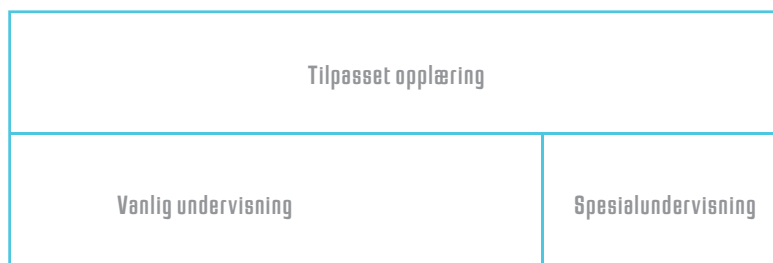 Tilpasset opplæring
Vanlig undervisning
Spesialundervisning